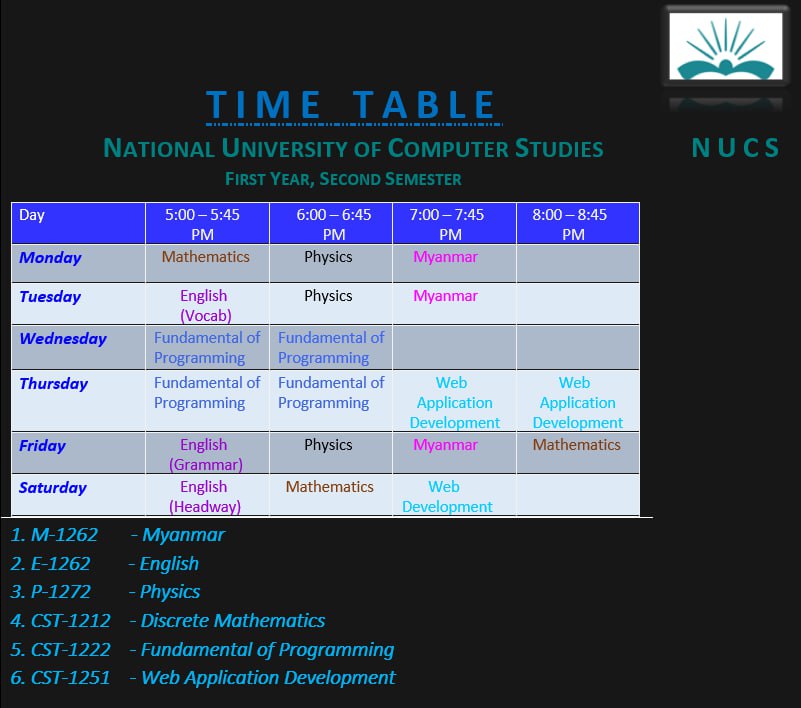 TIME TABLE
NATIONAL UNIVERSITY OF COMPUTER STUDIES
NUCS
FIRST YEAR, SECOND SEMESTER
Day 5:00 – 5:45 PM 6:00 – 6:45 PM 7:00 – 7:45 PM 8:00 – 8:45 PM
Monday Mathematics Physics Myanmar
Tuesday English (Vocab) Physics Myanmar
Wednesday Fundamental of Programming Fundamental of Programming
Thursday Fundamental of Programming Fundamental of Programming Web Application Development Web Application Development
Friday English (Grammar) Physics Myanmar Mathematics
Saturday English (Headway) Mathematics Web Development
1. M-1262 - Myanmar
2. E-1262 - English
3. P-1272 - Physics
4. CST-1212 - Discrete Mathematics
5. CST-1222 - Fundamental of Programming
6. CST-1251 - Web Application Development